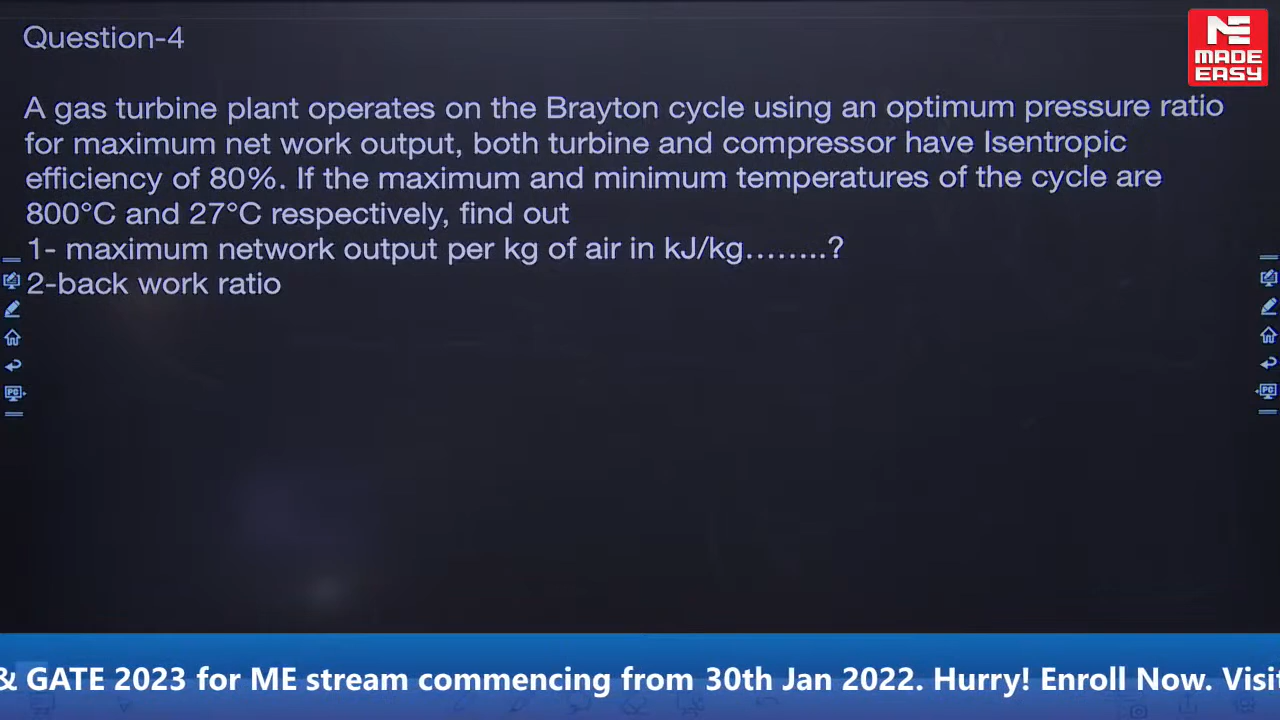 Question-4
ME
MADE
EASY
A gas turbine plant operates on the Brayton cycle using an optimum pressure ratio
for maximum net work output, both turbine and compressor have Isentropic
efficiency of 80%. If the maximum and minimum temperatures of the cycle are
800°C and 27°C respectively, find out
1- maximum network output per kg of air in kJ/kg........?
2-back work ratio
PC
PC
& GATE 2023 for ME stream commencing from 30th Jan 2022. Hurry! Enroll Now. Visit